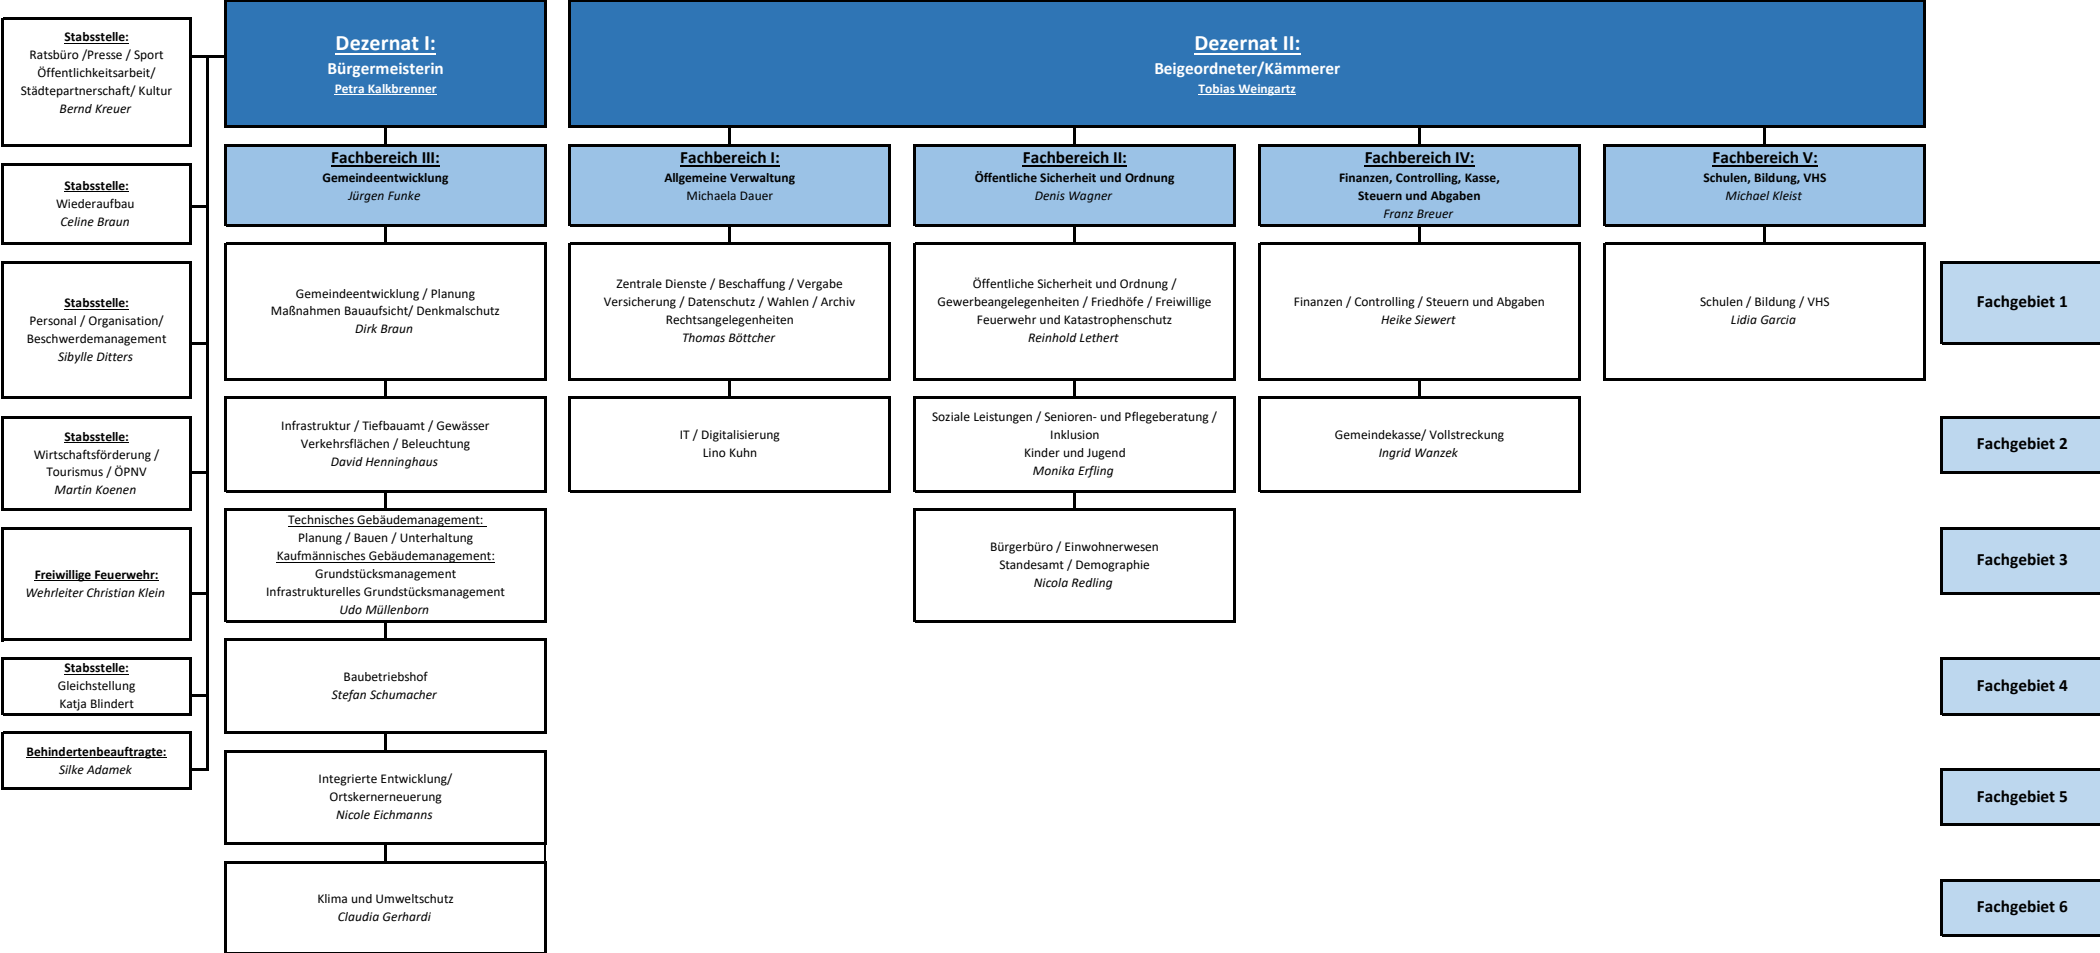 Stabsstelle:
Ratsbüro /Presse / Sport
Öffentlichkeitsarbeit/
Städtepartnerschaft/ Kultur
Bernd Kreuer
Stabsstelle:
Wiederaufbau
Celine Braun
Stabsstelle:
Personal / Organisation/
Beschwerdemanagement
Sibylle Ditters
Stabsstelle:
Wirtschaftsförderung /
Tourismus / ÖPNV
Martin Koenen
Freiwillige Feuerwehr:
Wehrleiter Christian Klein
Stabsstelle:
Gleichstellung
Katja Blindert
Behindertenbeauftragte:
Silke Adamek
Dezernat I:
Bürgermeisterin
Petra Kalkbrenner
Fachbereich III:
Gemeindeentwicklung
Jürgen Funke
Gemeindeentwicklung / Planung
Maßnahmen Bauaufsicht/ Denkmalschutz
Dirk Braun
Infrastruktur / Tiefbauamt / Gewässer
Verkehrsflächen / Beleuchtung
David Henninghaus
Technisches Gebäudemanagement:
Planung / Bauen / Unterhaltung
Kaufmännisches Gebäudemanagement:
Grundstücksmanagement
Infrastrukturelles Grundstücksmanagement
Udo Müllenborn
Baubetriebshof
Stefan Schumacher
Integrierte Entwicklung/
Ortskernerneuerung
Nicole Eichmanns
Klima und Umweltschutz
Claudia Gerhardi
Dezernat II:
Beigeordneter/Kämmerer
Tobias Weingartz
Fachbereich I:
Allgemeine Verwaltung
Michaela Dauer
Zentrale Dienste / Beschaffung / Vergabe
Versicherung / Datenschutz / Wahlen / Archiv
Rechtsangelegenheiten
Thomas Böttcher
IT / Digitalisierung
Lino Kuhn
Fachbereich II:
Öffentliche Sicherheit und Ordnung
Denis Wagner
Öffentliche Sicherheit und Ordnung /
Gewerbeangelegenheiten / Friedhöfe / Freiwillige
Feuerwehr und Katastrophenschutz
Reinhold Lethert
Soziale Leistungen / Senioren- und Pflegeberatung /
Inklusion
Kinder und Jugend
Monika Erfling
Bürgerbüro / Einwohnerwesen
Standesamt / Demographie
Nicola Redling
Fachbereich IV:
Finanzen, Controlling, Kasse,
Steuern und Abgaben
Franz Breuer
Finanzen / Controlling / Steuern und Abgaben
Heike Siewert
Gemeindekasse/ Vollstreckung
Ingrid Wanzek
Fachbereich V:
Schulen, Bildung, VHS
Michael Kleist
Schulen / Bildung / VHS
Lidia Garcia
Fachgebiet 1
Fachgebiet 2
Fachgebiet 3
Fachgebiet 4
Fachgebiet 5
Fachgebiet 6